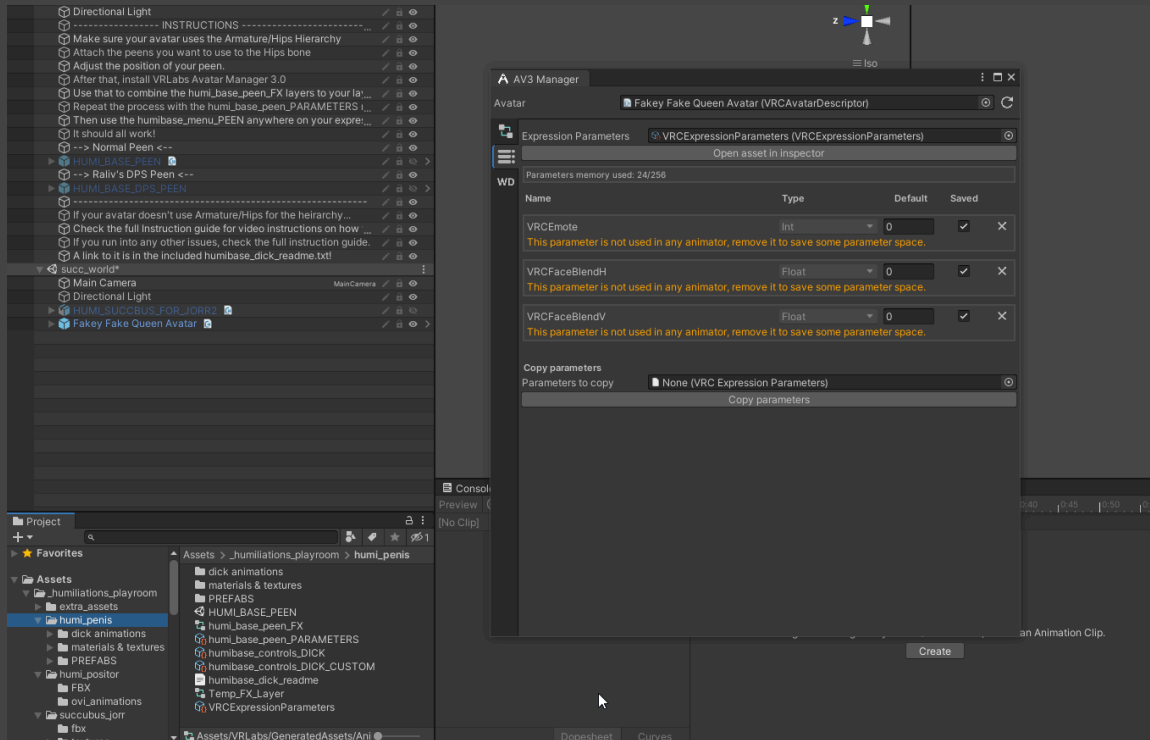 Directional Light
----------------- INSTRUCTIONS -----------------...
Make sure your avatar uses the Armature/Hips Hierarchy
Attach the peens you want to use to the Hips bone
Adjust the position of your peen.
After that, install VRLabs Avatar Manager 3.0
Use that to combine the humi_base_peen_FX layers to your la...
Repeat the process with the humi_base_peen_PARAMETERS
Then use the humibase_menu_PEEN anywhere on your expre...
It should all work!
--> Normal Peen <--
HUMI_BASE_PEEN
--> Raliv's DPS Peen <--
HUMI_BASE_DPS_PEEN
-----------------------------------------------------------
If your avatar doesn't use Armature/Hips for the heirarchy...
Check the full Instruction guide for video instructions on how
If you run into any other issues, check the full instruction guide.
A link to it is in the included humibase_dick_readme.txt!
succ_world*
Main Camera
MainCamera
Directional Light
HUMI_SUCCBUS_FOR_JORR2
Fakey Fake Queen Avatar
z
Iso
AV3 Manager
Avatar
Fakey Fake Queen Avatar (VRCAvatarDescriptor)
Expression Parameters
VRCExpressionParameters (VRCExpressionParameters)
Open asset in inspector
WD
Parameters memory used: 24/256
Name Type Default Saved
VRCEmote Int 0
This parameter is not used in any animator, remove it to save some parameter space.
VRCFaceBlendH Float 0
This parameter is not used in any animator, remove it to save some parameter space.
VRCFaceBlendV Float 0
This parameter is not used in any animator, remove it to save some parameter space.
Copy parameters
Parameters to copy
None (VRC Expression Parameters)
Copy parameters
Console
Preview
[No Clip]
0:40 0:45 0:50
an Animation Clip.
Create
Dopesheet Curves
Project
1
Favorites
Assets
_humiliations_playroom
extra_assets
humi_penis
dick animations
materials & textures
PREFABS
humi_positor
FBX
ovi_animations
succubus_jorr
fbx
Assets > _humiliations_playroom > humi_penis
dick animations
materials & textures
PREFABS
HUMI_BASE_PEEN
humi_base_peen_FX
humi_base_peen_PARAMETERS
humibase_controls_DICK
humibase_controls_DICK_CUSTOM
humibase_dick_readme
Temp_FX_Layer
VRCExpressionParameters
Assets/VRLabs/GeneratedAssets/Ani